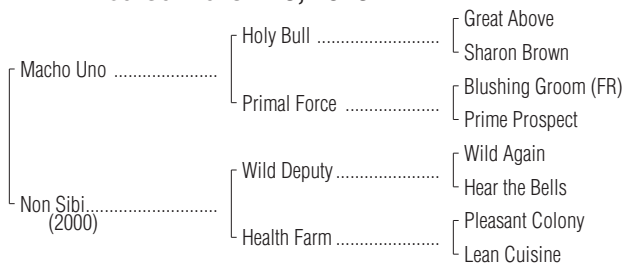 Great Above
Holy Bull ..............................
Sharon Brown
Macho Uno .........................
Blushing Groom (FR)
Primal Force .......................
Prime Prospect
Wild Again
Wild Deputy .........................
Hear the Bells
Non Sibi................................
(2000)
Pleasant Colony
Health Farm .........................
Lean Cuisine